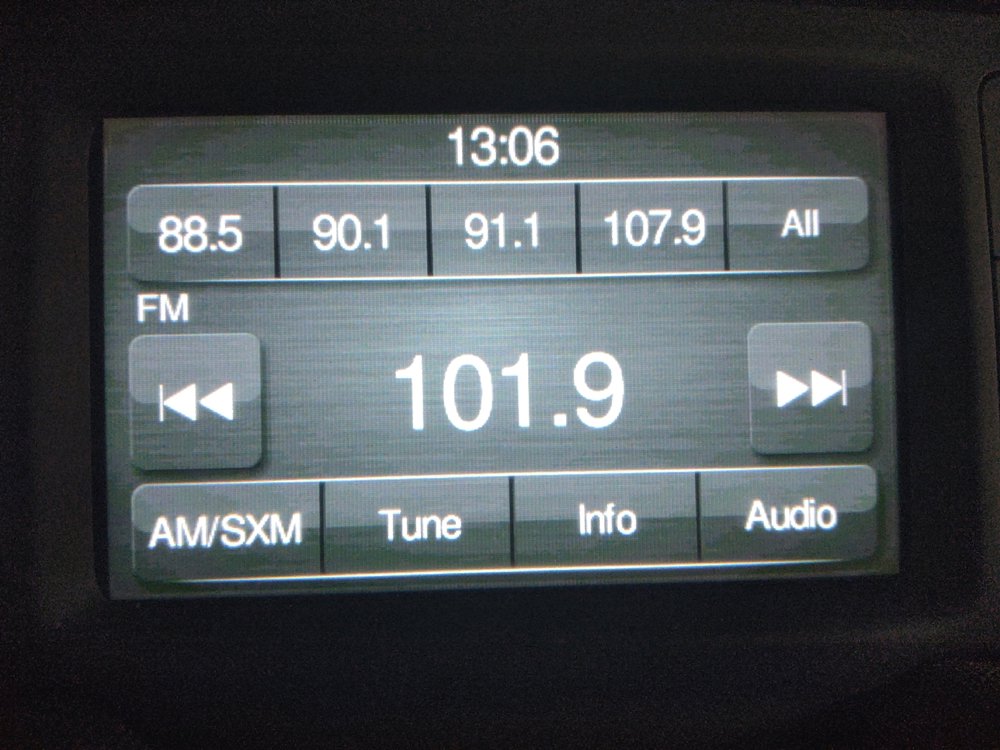 13:06
88.5 90.1 91.1 107.9 All
FM
101.9
AM/SXM Tune Info Audio